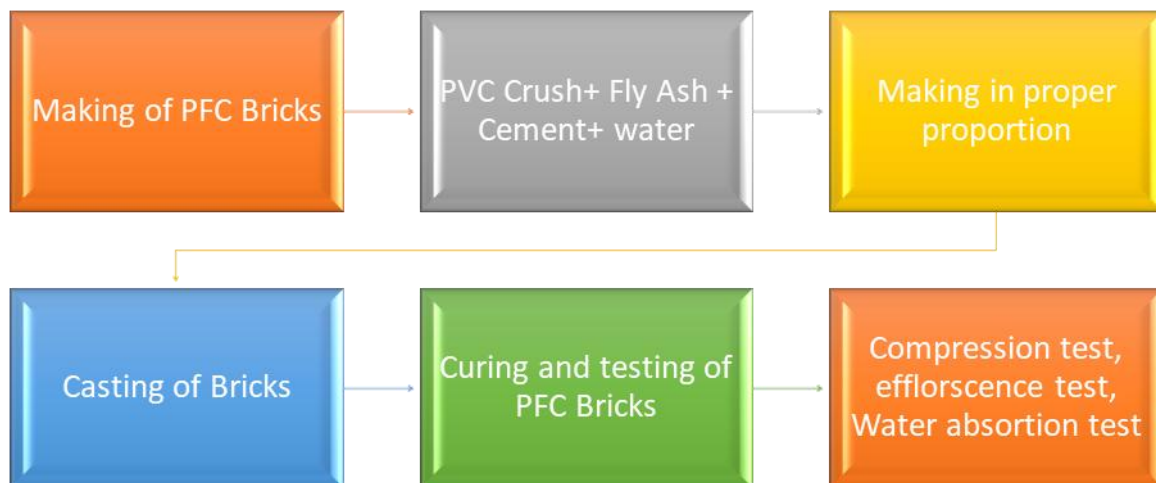 Making of PFC Bricks
PVC Crush+ Fly Ash +
Cement+ water
Making in proper
proportion
Casting of Bricks
Curing and testing of
PFC Bricks
Compression test,
efflorscence test,
Water absortion test